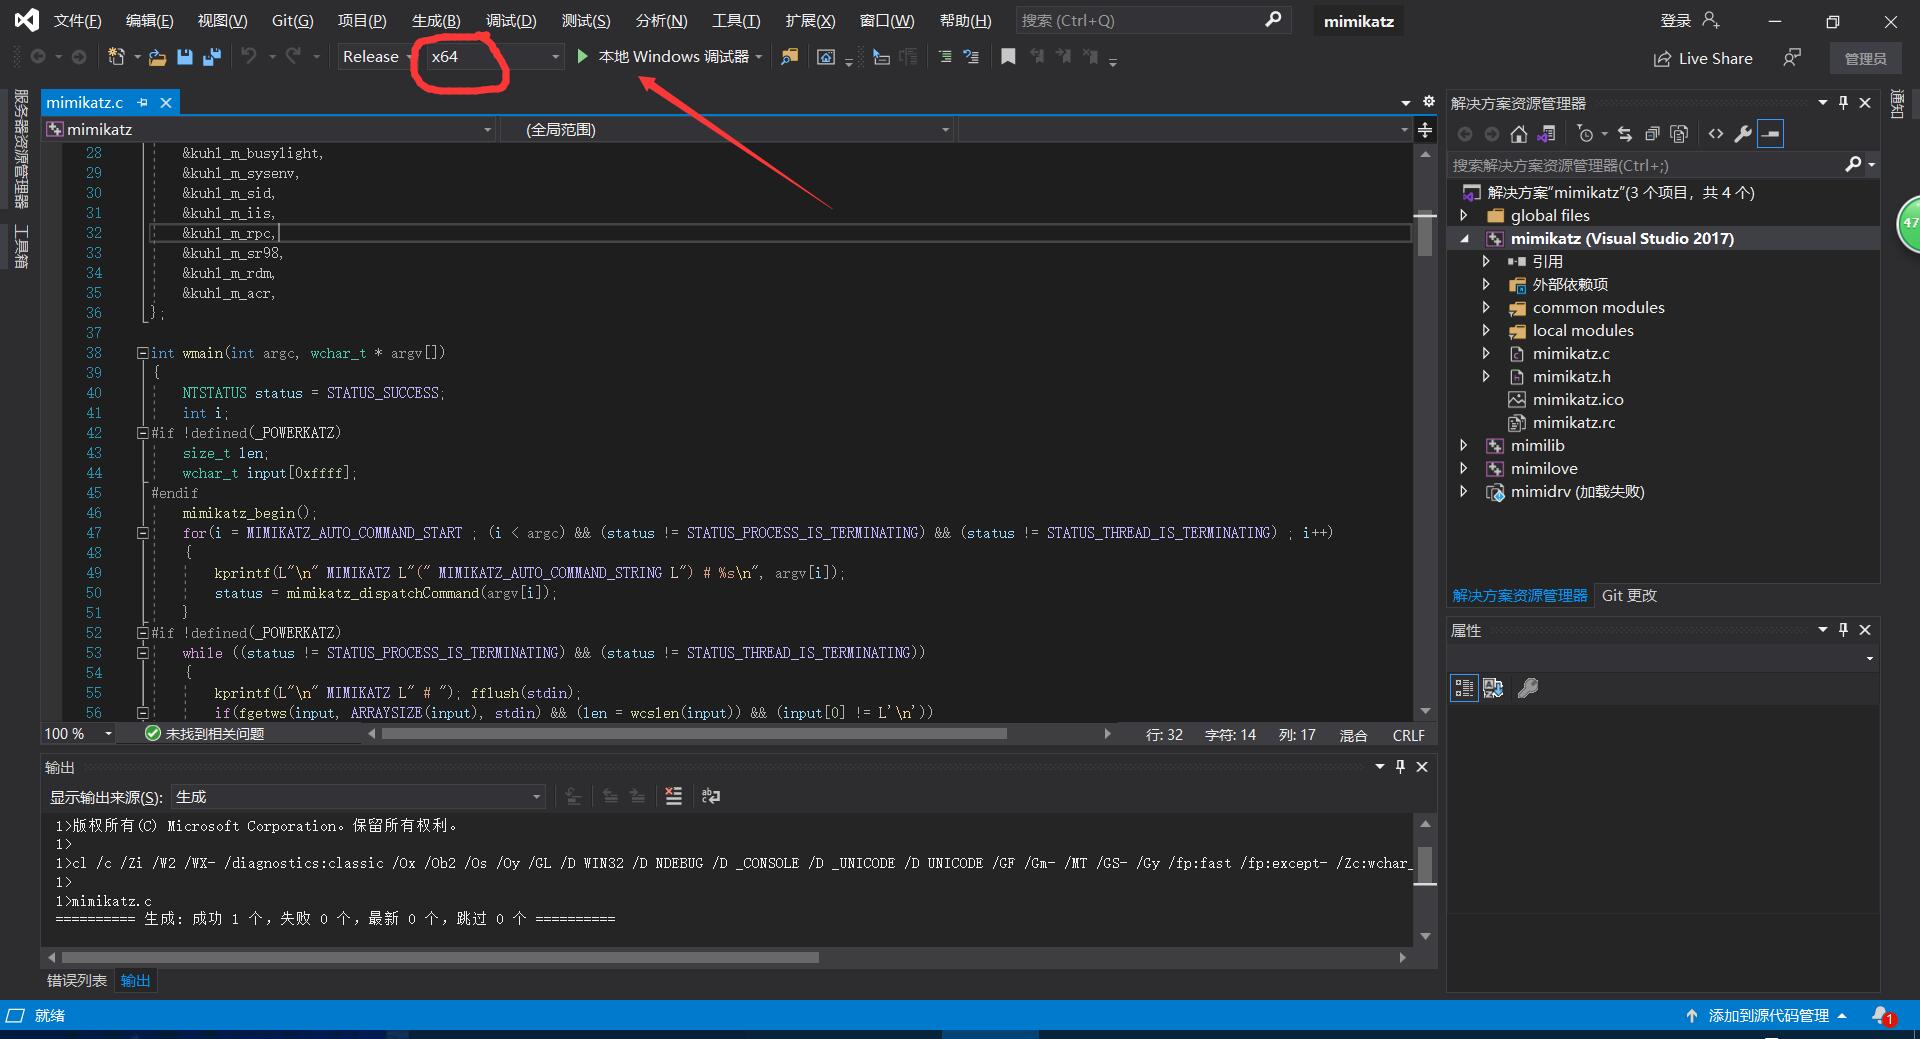 文件(F) 编辑(E) 视图(V) Git(G) 项目(P) 生成(B) 调试(D) 测试(S) 分析(N) 工具(T) 扩展(X) 窗口(W) 帮助(H) 搜索 (Ctrl+Q) mimikatz 登录
Release x64 本地 Windows 调试器 Live Share 管理员
服务器资源管理器
工具箱
mimikatz.c
mimikatz (全局范围)
28 &kuhl_m_busylight,
29 &kuhl_m_sysenv,
30 &kuhl_m_sid,
31 &kuhl_m_iis,
32 &kuhl_m_rpc,
33 &kuhl_m_sr98,
34 &kuhl_m_rdm,
35 &kuhl_m_acr,
36 };
37
38 int wmain(int argc, wchar_t * argv[])
39 {
40 NTSTATUS status = STATUS_SUCCESS;
41 int i;
42 #if !defined(_POWERKATZ)
43 size_t len;
44 wchar_t input[0xffff];
45 #endif
46 mimikatz_begin();
47 for(i = MIMIKATZ_AUTO_COMMAND_START ; (i < argc) && (status != STATUS_PROCESS_IS_TERMINATING) && (status != STATUS_THREAD_IS_TERMINATING) ; i++)
48 {
49 kprintf(L"\n" MIMIKATZ L"(" MIMIKATZ_AUTO_COMMAND_STRING L") # %s\n", argv[i]);
50 status = mimikatz_dispatchCommand(argv[i]);
51 }
52 #if !defined(_POWERKATZ)
53 while ((status != STATUS_PROCESS_IS_TERMINATING) && (status != STATUS_THREAD_IS_TERMINATING))
54 {
55 kprintf(L"\n" MIMIKATZ L" # "); fflush(stdin);
56 if(fgetws(input, ARRAYSIZE(input), stdin) && (len = wcslen(input)) && (input[0] != L'\n'))
100 % 未找到相关问题 行: 32 字符: 14 列: 17 混合 CRLF
输出
显示输出来源(S): 生成
1>版权所有(C) Microsoft Corporation。保留所有权利。
1>
1>cl /c /Zi /W2 /WX- /diagnostics:classic /Ox /Ob2 /Os /Oy /GL /D WIN32 /D NDEBUG /D _CONSOLE /D _UNICODE /D UNICODE /GF /Gm- /MT /GS- /Gy /fp:fast /fp:except- /Zc:wchar_
1>
1>mimikatz.c
========== 生成: 成功 1 个，失败 0 个，最新 0 个，跳过 0 个 ==========
错误列表 输出
解决方案资源管理器
搜索解决方案资源管理器(Ctrl+;)
解决方案"mimikatz"(3 个项目，共 4 个)
global files
mimikatz (Visual Studio 2017)
引用
外部依赖项
common modules
local modules
mimikatz.c
mimikatz.h
mimikatz.ico
mimikatz.rc
mimilib
mimilove
mimidrv (加载失败)
解决方案资源管理器 Git 更改
属性
通知
47
就绪 添加到源代码管理 1